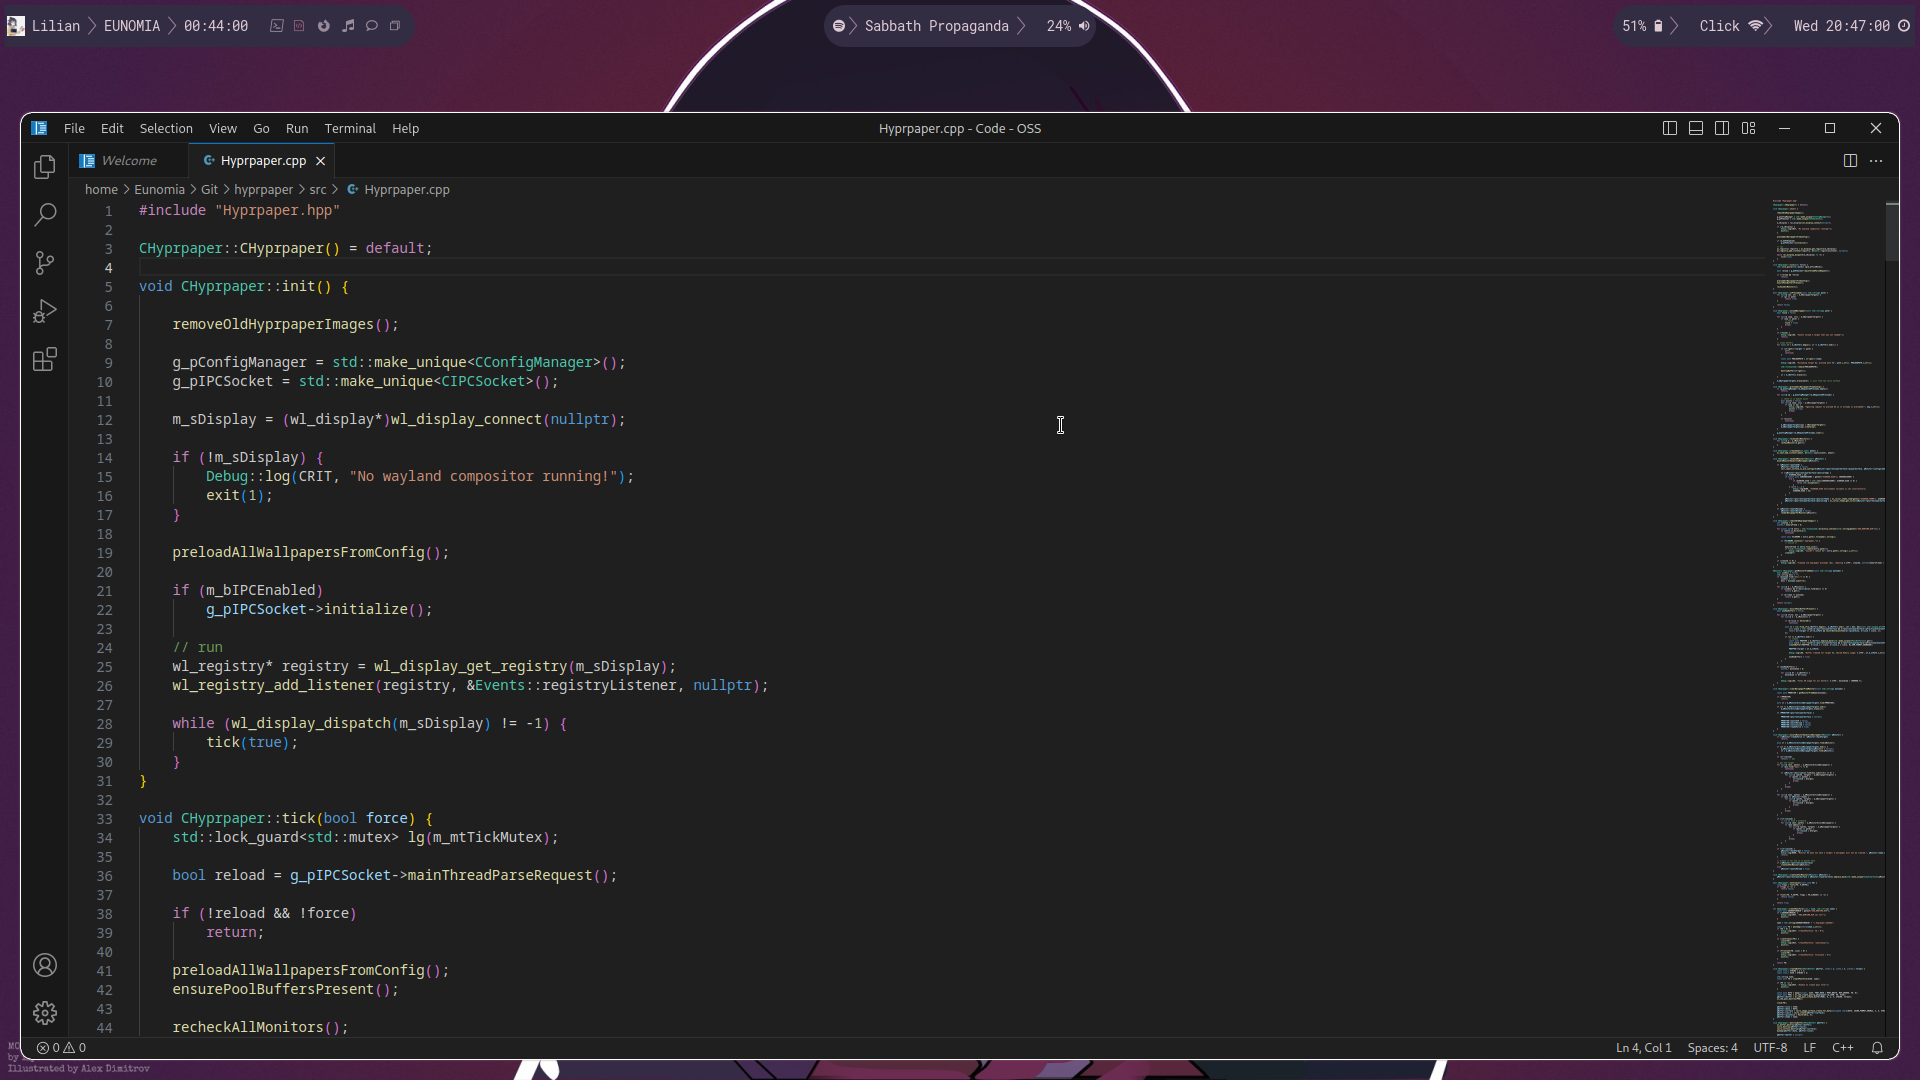 Lilian EUNOMIA 00:44:00
Sabbath Propaganda 24%
51% Click Wed 20:47:00
File Edit Selection View Go Run Terminal Help
Hyprpaper.cpp - Code - OSS
Welcome
Hyprpaper.cpp
home > Eunomia > Git > hyprpaper > src > Hyprpaper.cpp
1 #include "Hyprpaper.hpp"
2
3 CHyprpaper::CHyprpaper() = default;
4
5 void CHyprpaper::init() {
6
7 removeOldHyprpaperImages();
8
9 g_pConfigManager = std::make_unique<CConfigManager>();
10 g_pIPCSocket = std::make_unique<CIPCSocket>();
11
12 m_sDisplay = (wl_display*)wl_display_connect(nullptr);
13
14 if (!m_sDisplay) {
15 Debug::log(CRIT, "No wayland compositor running!");
16 exit(1);
17 }
18
19 preloadAllWallpapersFromConfig();
20
21 if (m_bIPCEnabled)
22 g_pIPCSocket->initialize();
23
24 // run
25 wl_registry* registry = wl_display_get_registry(m_sDisplay);
26 wl_registry_add_listener(registry, &Events::registryListener, nullptr);
27
28 while (wl_display_dispatch(m_sDisplay) != -1) {
29 tick(true);
30 }
31 }
32
33 void CHyprpaper::tick(bool force) {
34 std::lock_guard<std::mutex> lg(m_mtTickMutex);
35
36 bool reload = g_pIPCSocket->mainThreadParseRequest();
37
38 if (!reload && !force)
39 return;
40
41 preloadAllWallpapersFromConfig();
42 ensurePoolBuffersPresent();
43
44 recheckAllMonitors();
0 0
Ln 4, Col 1 Spaces: 4 UTF-8 LF C++
by
Illustrated by Alex Dimitrov